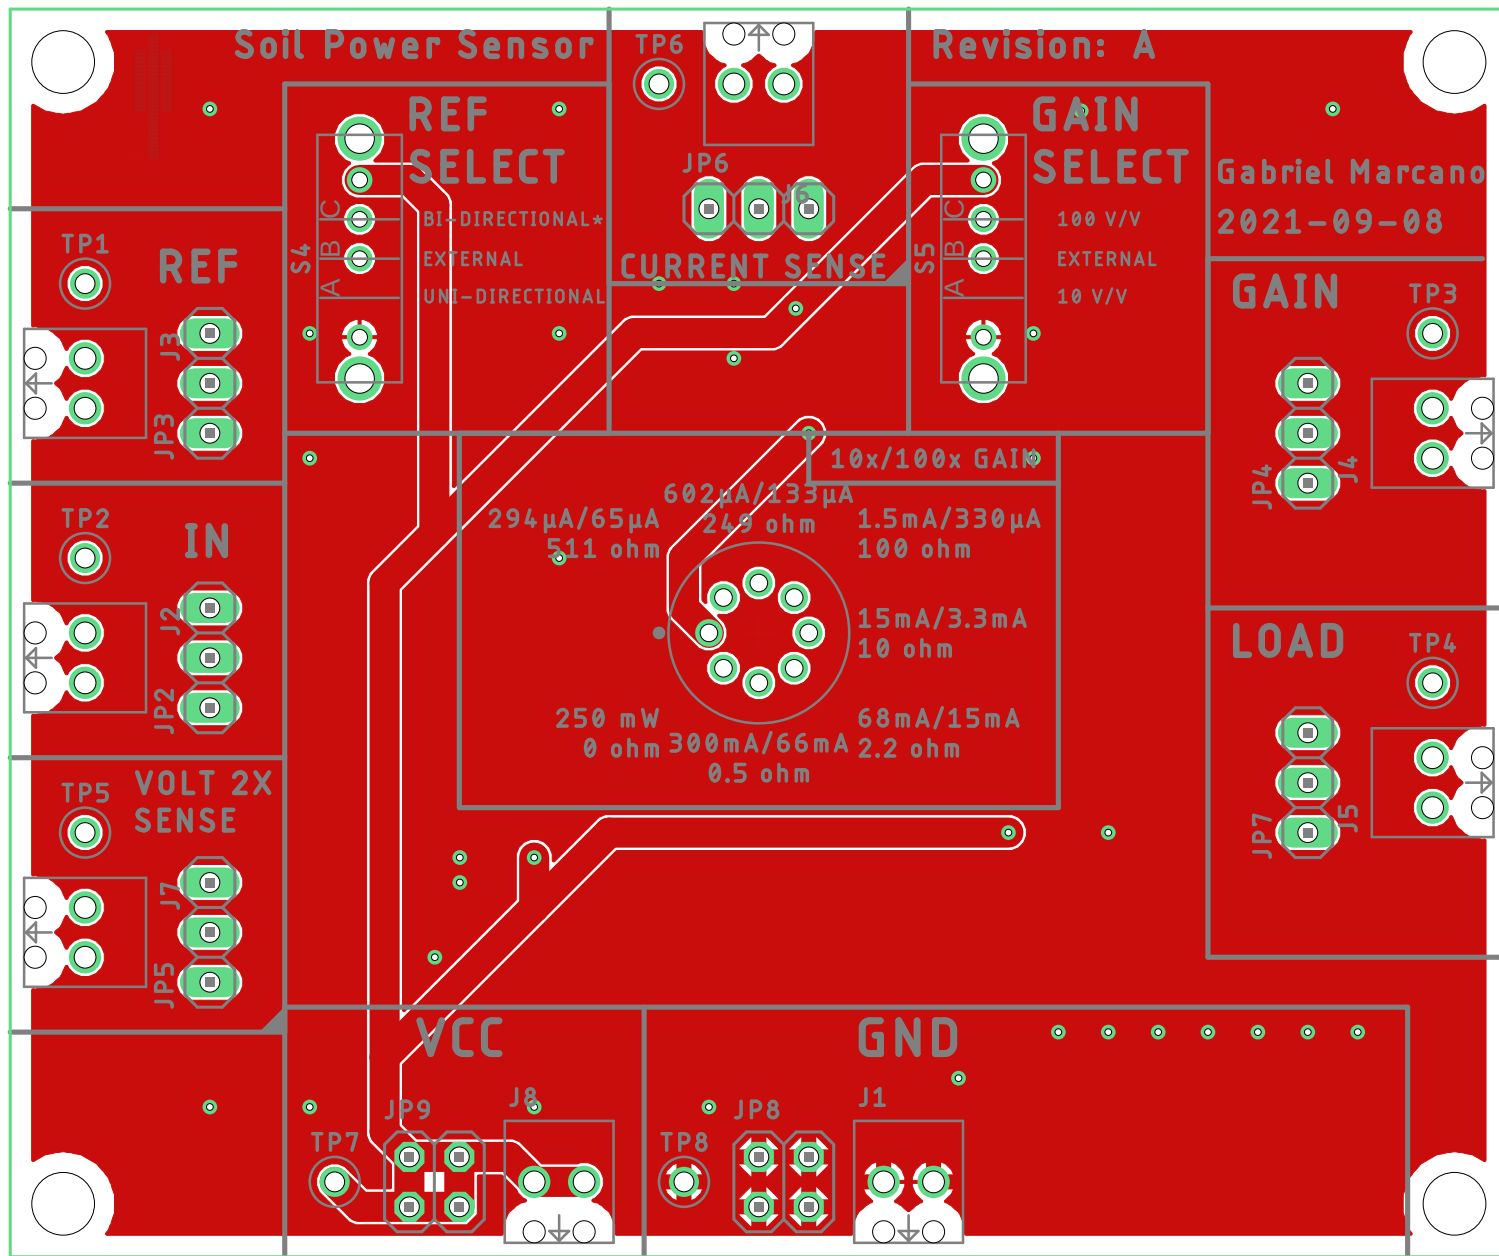 Soil Power Sensor
TP6
Revision: A
REF
SELECT
GAIN
SELECT
JP6
J6
Gabriel Marcano
2021-09-08
S4
C
B
A
BI-DIRECTIONAL*
EXTERNAL
UNI-DIRECTIONAL
CURRENT SENSE
S5
C
B
A
100 V/V
EXTERNAL
10 V/V
TP1
REF
J3
JP3
GAIN
TP3
JP4
J4
10x/100x GAIN
602µA/133µA
249 ohm
294µA/65µA
511 ohm
1.5mA/330µA
100 ohm
15mA/3.3mA
10 ohm
250 mW
0 ohm
68mA/15mA
2.2 ohm
300mA/66mA
0.5 ohm
TP2
IN
J2
JP2
LOAD
TP4
JP7
J5
VOLT 2X
SENSE
TP5
J7
JP5
VCC
GND
JP9
J8
TP7
TP8
JP8
J1